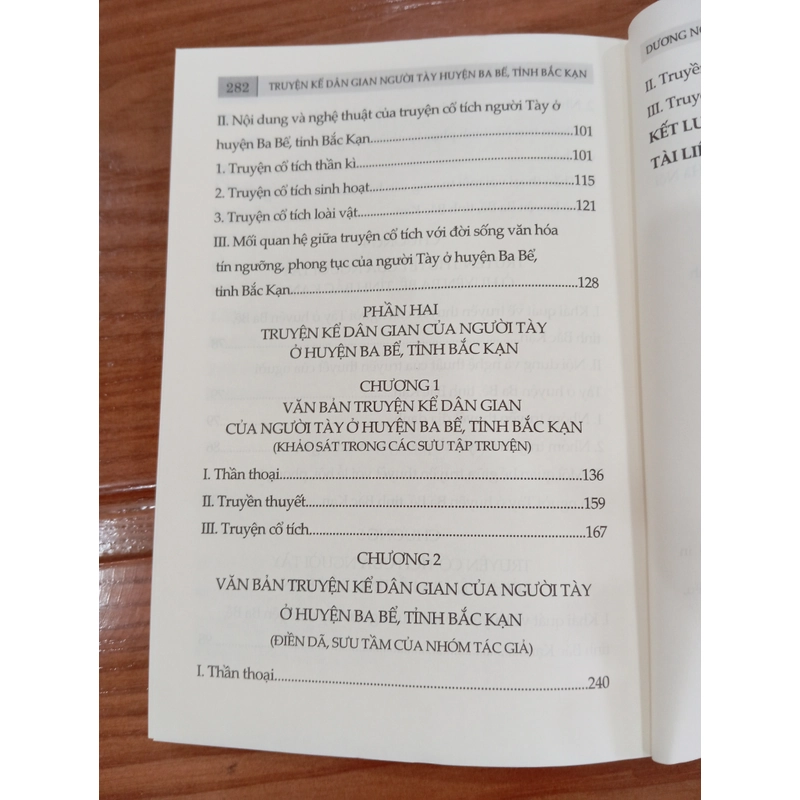 282 TRUYỆN KỂ DÂN GIAN NGƯỜI TÀY HUYỆN BA BỂ, TỈNH BẮC KẠN
II. Nội dung và nghệ thuật của truyện cổ tích người Tày ở
huyện Ba Bể, tỉnh Bắc Kạn...101
1. Truyện cổ tích thần kì...101
2. Truyện cổ tích sinh hoạt...115
3. Truyện cổ tích loài vật...121
III. Mối quan hệ giữa truyện cổ tích với đời sống văn hóa
tín ngưỡng, phong tục của người Tày ở huyện Ba Bể,
tỉnh Bắc Kạn...128
PHẦN HAI
TRUYỆN KỂ DÂN GIAN CỦA NGƯỜI TÀY
Ở HUYỆN BA BỂ, TỈNH BẮC KẠN
CHƯƠNG 1
VĂN BẢN TRUYỆN KỂ DÂN GIAN
CỦA NGƯỜI TÀY Ở HUYỆN BA BỂ, TỈNH BẮC KẠN
(KHẢO SÁT TRONG CÁC SƯU TẬP TRUYỆN)
I. Thần thoại...136
II. Truyền thuyết...159
III. Truyện cổ tích...167
CHƯƠNG 2
VĂN BẢN TRUYỆN KỂ DÂN GIAN CỦA NGƯỜI TÀY
Ở HUYỆN BA BỂ, TỈNH BẮC KẠN
(ĐIỀN DÃ, SƯU TẦM CỦA NHÓM TÁC GIẢ)
I. Thần thoại...240
DƯƠNG
II. Truyền
III.
KẾT
TÀI